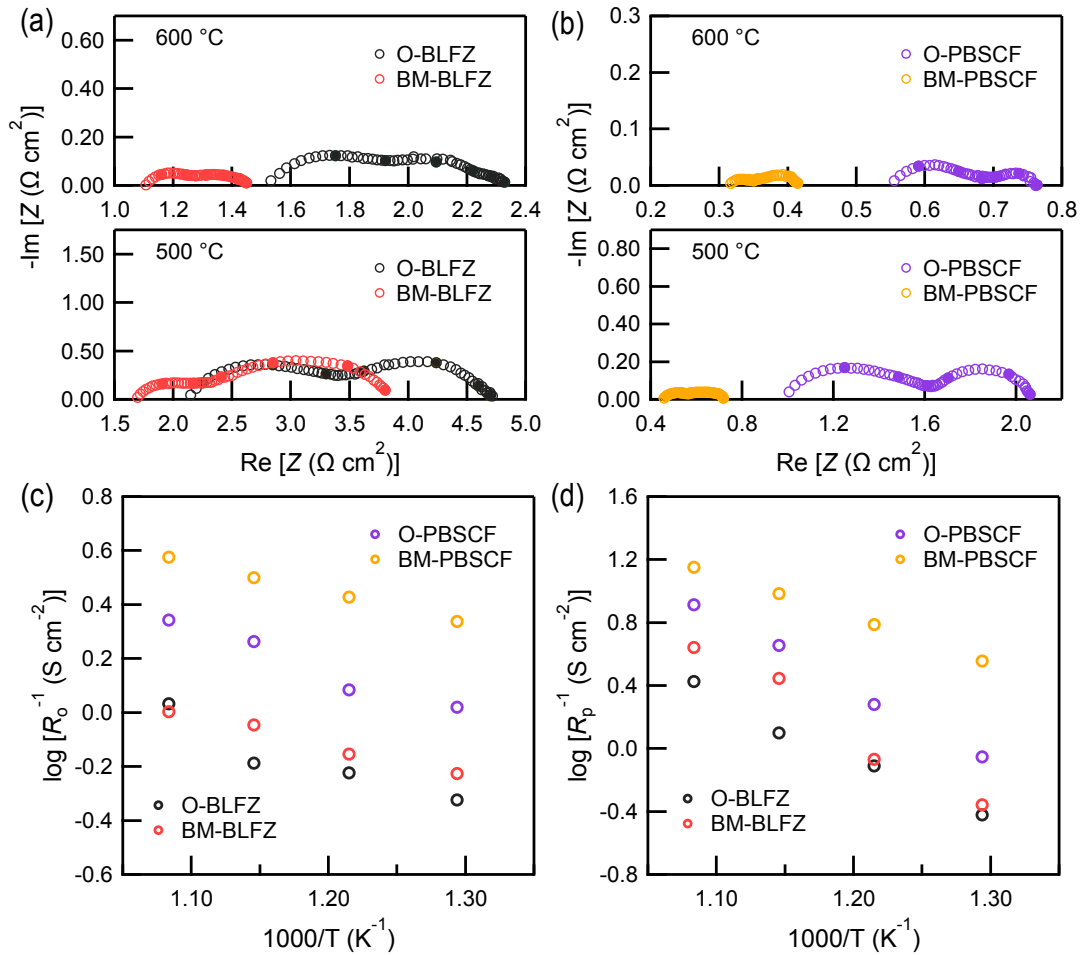 (a)
600 °C
O-BLFZ
BM-BLFZ
0.60
0.40
0.20
0.00
1.0 1.2 1.4 1.6 1.8 2.0 2.2 2.4
500 °C
O-BLFZ
BM-BLFZ
1.50
1.00
0.50
0.00
1.5 2.0 2.5 3.0 3.5 4.0 4.5 5.0
-Im [Z (Ω cm²)]
Re [Z (Ω cm²)]
(b)
600 °C
O-PBSCF
BM-PBSCF
0.3
0.2
0.1
0.0
0.2 0.3 0.4 0.5 0.6 0.7 0.8
500 °C
O-PBSCF
BM-PBSCF
0.80
0.60
0.40
0.20
0.00
0.4 0.8 1.2 1.6 2.0
-Im [Z (Ω cm²)]
Re [Z (Ω cm²)]
(c)
O-PBSCF
BM-PBSCF
O-BLFZ
BM-BLFZ
0.8
0.6
0.4
0.2
0.0
-0.2
-0.4
-0.6
1.10 1.20 1.30
log [Rₒ⁻¹ (S cm⁻²)]
1000/T (K⁻¹)
(d)
O-PBSCF
BM-PBSCF
O-BLFZ
BM-BLFZ
1.6
1.2
0.8
0.4
0.0
-0.4
-0.8
1.10 1.20 1.30
log [Rₚ⁻¹ (S cm⁻²)]
1000/T (K⁻¹)